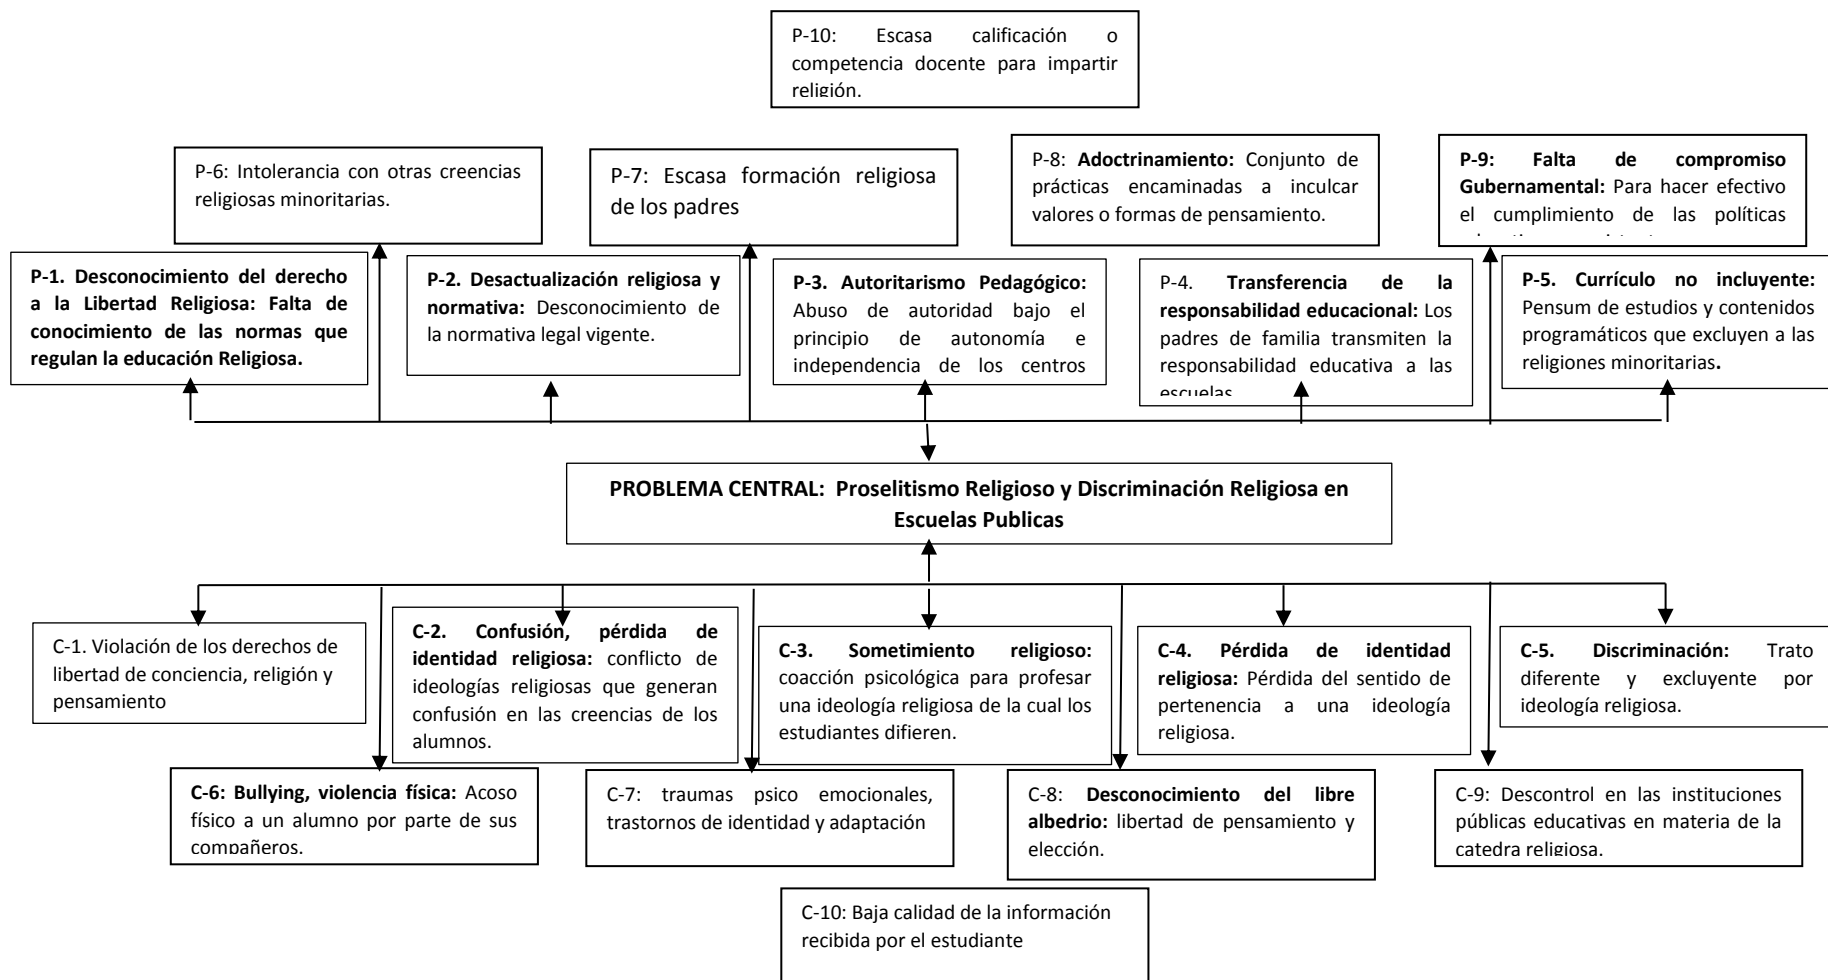 P-10: Escasa calificación o
competencia docente para impartir
religión.
P-6: Intolerancia con otras creencias
religiosas minoritarias.
P-7: Escasa formación religiosa
de los padres
P-8: Adoctrinamiento: Conjunto de
prácticas encaminadas a inculcar
valores o formas de pensamiento.
P-9: Falta de compromiso
Gubernamental: Para hacer efectivo
el cumplimiento de las políticas
P-1. Desconocimiento del derecho
a la Libertad Religiosa: Falta de
conocimiento de las normas que
regulan la educación Religiosa.
P-2. Desactualización religiosa y
normativa: Desconocimiento de
la normativa legal vigente.
P-3. Autoritarismo Pedagógico:
Abuso de autoridad bajo el
principio de autonomía e
independencia de los centros
P-4. Transferencia de la
responsabilidad educacional: Los
padres de familia transmiten la
responsabilidad educativa a las
escuelas
P-5. Currículo no incluyente:
Pensum de estudios y contenidos
programáticos que excluyen a las
religiones minoritarias.
PROBLEMA CENTRAL: Proselitismo Religioso y Discriminación Religiosa en
Escuelas Publicas
C-1. Violación de los derechos de
libertad de conciencia, religión y
pensamiento
C-2. Confusión, pérdida de
identidad religiosa: conflicto de
ideologías religiosas que generan
confusión en las creencias de los
alumnos.
C-3. Sometimiento religioso:
coacción psicológica para profesar
una ideología religiosa de la cual los
estudiantes difieren.
C-4. Pérdida de identidad
religiosa: Pérdida del sentido de
pertenencia a una ideología
religiosa.
C-5. Discriminación: Trato
diferente y excluyente por
ideología religiosa.
C-6: Bullying, violencia física: Acoso
físico a un alumno por parte de sus
compañeros.
C-7: traumas psico emocionales,
trastornos de identidad y adaptación
C-8: Desconocimiento del libre
albedrio: libertad de pensamiento y
elección.
C-9: Descontrol en las instituciones
públicas educativas en materia de la
catedra religiosa.
C-10: Baja calidad de la información
recibida por el estudiante